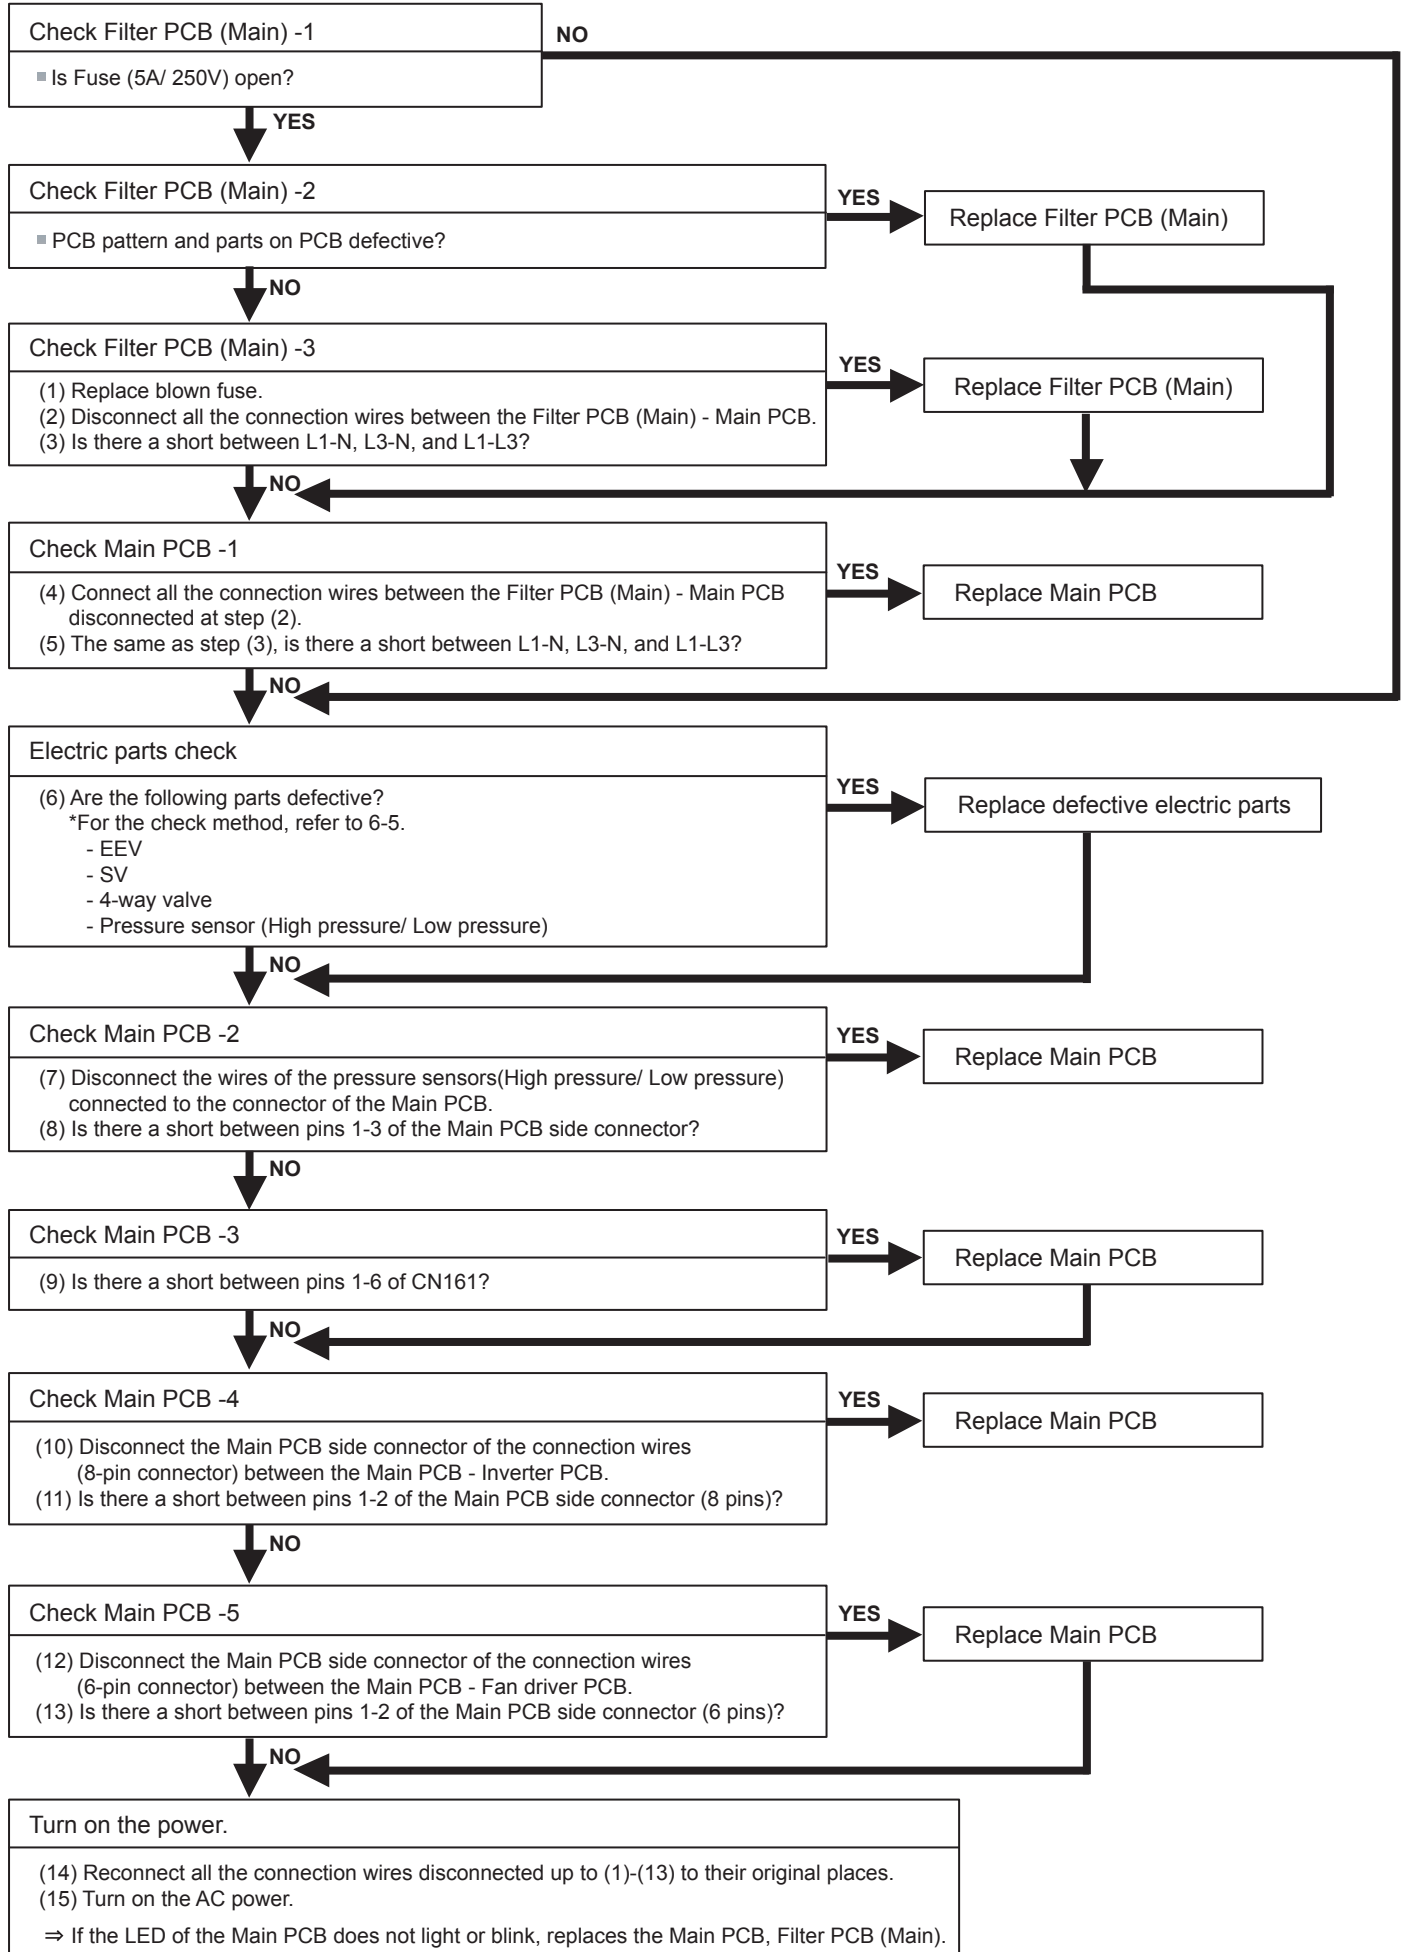 Check Filter PCB (Main) -1
NO
▪ Is Fuse (5A/ 250V) open?
YES
Check Filter PCB (Main) -2
YES
Replace Filter PCB (Main)
▪ PCB pattern and parts on PCB defective?
NO
Check Filter PCB (Main) -3
YES
Replace Filter PCB (Main)
(1) Replace blown fuse.
(2) Disconnect all the connection wires between the Filter PCB (Main) - Main PCB.
(3) Is there a short between L1-N, L3-N, and L1-L3?
NO
Check Main PCB -1
YES
Replace Main PCB
(4) Connect all the connection wires between the Filter PCB (Main) - Main PCB
disconnected at step (2).
(5) The same as step (3), is there a short between L1-N, L3-N, and L1-L3?
NO
Electric parts check
YES
Replace defective electric parts
(6) Are the following parts defective?
*For the check method, refer to 6-5.
- EEV
- SV
- 4-way valve
- Pressure sensor (High pressure/ Low pressure)
NO
Check Main PCB -2
YES
Replace Main PCB
(7) Disconnect the wires of the pressure sensors(High pressure/ Low pressure)
connected to the connector of the Main PCB.
(8) Is there a short between pins 1-3 of the Main PCB side connector?
NO
Check Main PCB -3
YES
Replace Main PCB
(9) Is there a short between pins 1-6 of CN161?
NO
Check Main PCB -4
YES
Replace Main PCB
(10) Disconnect the Main PCB side connector of the connection wires
(8-pin connector) between the Main PCB - Inverter PCB.
(11) Is there a short between pins 1-2 of the Main PCB side connector (8 pins)?
NO
Check Main PCB -5
YES
Replace Main PCB
(12) Disconnect the Main PCB side connector of the connection wires
(6-pin connector) between the Main PCB - Fan driver PCB.
(13) Is there a short between pins 1-2 of the Main PCB side connector (6 pins)?
NO
Turn on the power.
(14) Reconnect all the connection wires disconnected up to (1)-(13) to their original places.
(15) Turn on the AC power.
⇒ If the LED of the Main PCB does not light or blink, replaces the Main PCB, Filter PCB (Main).